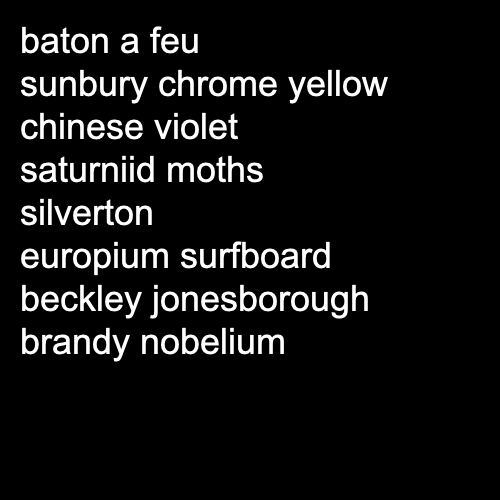 baton a feu
sunbury chrome yellow
chinese violet
saturniid moths
silverton
europium surfboard
beckley jonesborough
brandy nobelium